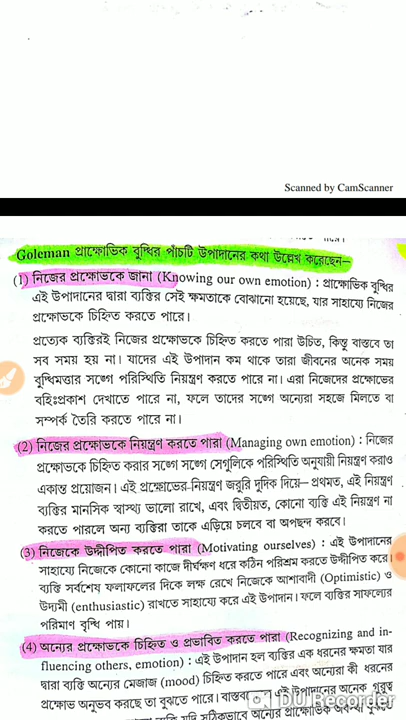 Scanned by CamScanner
Goleman প্রাক্ষোভিক বুদ্ধির পাঁচটি উপাদানের কথা উল্লেখ করেছেন—
(1) নিজের প্রক্ষোভকে জানা (Knowing our own emotion) : প্রাক্ষোভিক বুদ্ধির
এই উপাদানের দ্বারা ব্যক্তির সেই ক্ষমতাকে বোঝানো হয়েছে, যার সাহায্যে নিজের
প্রক্ষোভকে চিহ্নিত করতে পারে।
প্রত্যেক ব্যক্তিরই নিজের প্রক্ষোভকে চিহ্নিত করতে পারা উচিত, কিন্তু বাস্তবে তা
সব সময় হয় না। যাদের এই উপাদান কম থাকে তারা জীবনের অনেক সময়
বুদ্ধিমত্তার সঙ্গে পরিস্থিতি নিয়ন্ত্রণ করতে পারে না। এরা নিজেদের প্রক্ষোভের
বহিঃপ্রকাশ দেখাতে পারে না, ফলে তাদের সঙ্গে অন্যেরা সহজে মিলতে বা
সম্পর্ক তৈরি করতে পারে না।
(2) নিজের প্রক্ষোভকে নিয়ন্ত্রণ করতে পারা (Managing own emotion) : নিজের
প্রক্ষোভকে চিহ্নিত করার সঙ্গে সঙ্গে সেগুলিকে পরিস্থিতি অনুযায়ী নিয়ন্ত্রণ করাও
একান্ত প্রয়োজন। এই প্রক্ষোভের-নিয়ন্ত্রণ জরুরি দুদিক দিয়ে— প্রথমত, এই নিয়ন্ত্রণ
ব্যক্তির মানসিক স্বাস্থ্য ভালো রাখে, এবং দ্বিতীয়ত, কোনো ব্যক্তি এই নিয়ন্ত্রণ না
করতে পারলে অন্য ব্যক্তিরা তাকে এড়িয়ে চলবে বা অপছন্দ করবে।
(3) নিজেকে উদ্দীপিত করতে পারা (Motivating ourselves) : এই উপাদানের
সাহায্যে নিজেকে কোনো কাজে দীর্ঘক্ষণ ধরে কঠিন পরিশ্রম করতে উদ্দীপিত করে।
ব্যক্তি সর্বশেষ ফলাফলের দিকে লক্ষ রেখে নিজেকে আশাবাদী (Optimistic) ও
উদ্যমী (enthusiastic) রাখতে সাহায্যে করে এই উপাদান। ফলে ব্যক্তির সাফল্যের
পরিমাণ বৃদ্ধি পায়।
(4) অন্যের প্রক্ষোভকে চিহ্নিত ও প্রভাবিত করতে পারা (Recognizing and in-
fluencing others, emotion) : এই উপাদান হল ব্যক্তির এক ধরনের ক্ষমতা যার
দ্বারা ব্যক্তি অন্যের মেজাজ (mood) চিহ্নিত করতে পারে এবং অন্যেরা কী ধরনের
প্রক্ষোভ অনুভব করছে তা বুঝতে পারে। এই উপাদানের অনেক গুরুত্ব
DU Recorder